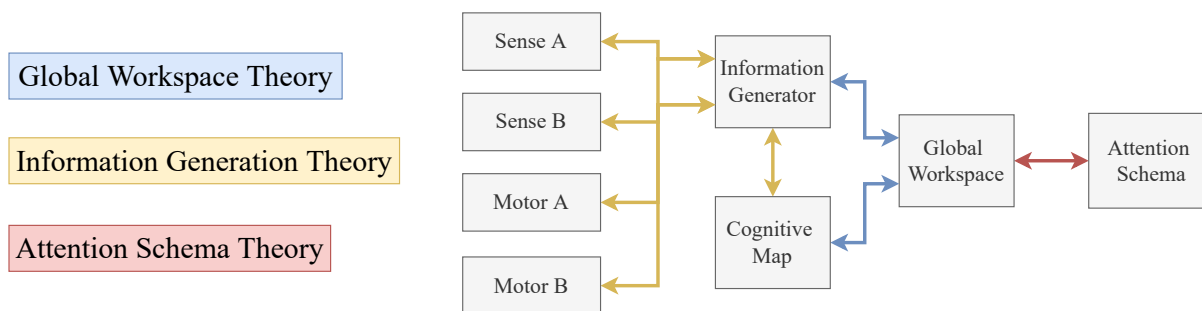 Global Workspace Theory
Information Generation Theory
Attention Schema Theory
Sense A
Sense B
Motor A
Motor B
Information
Generator
Cognitive
Map
Global
Workspace
Attention
Schema